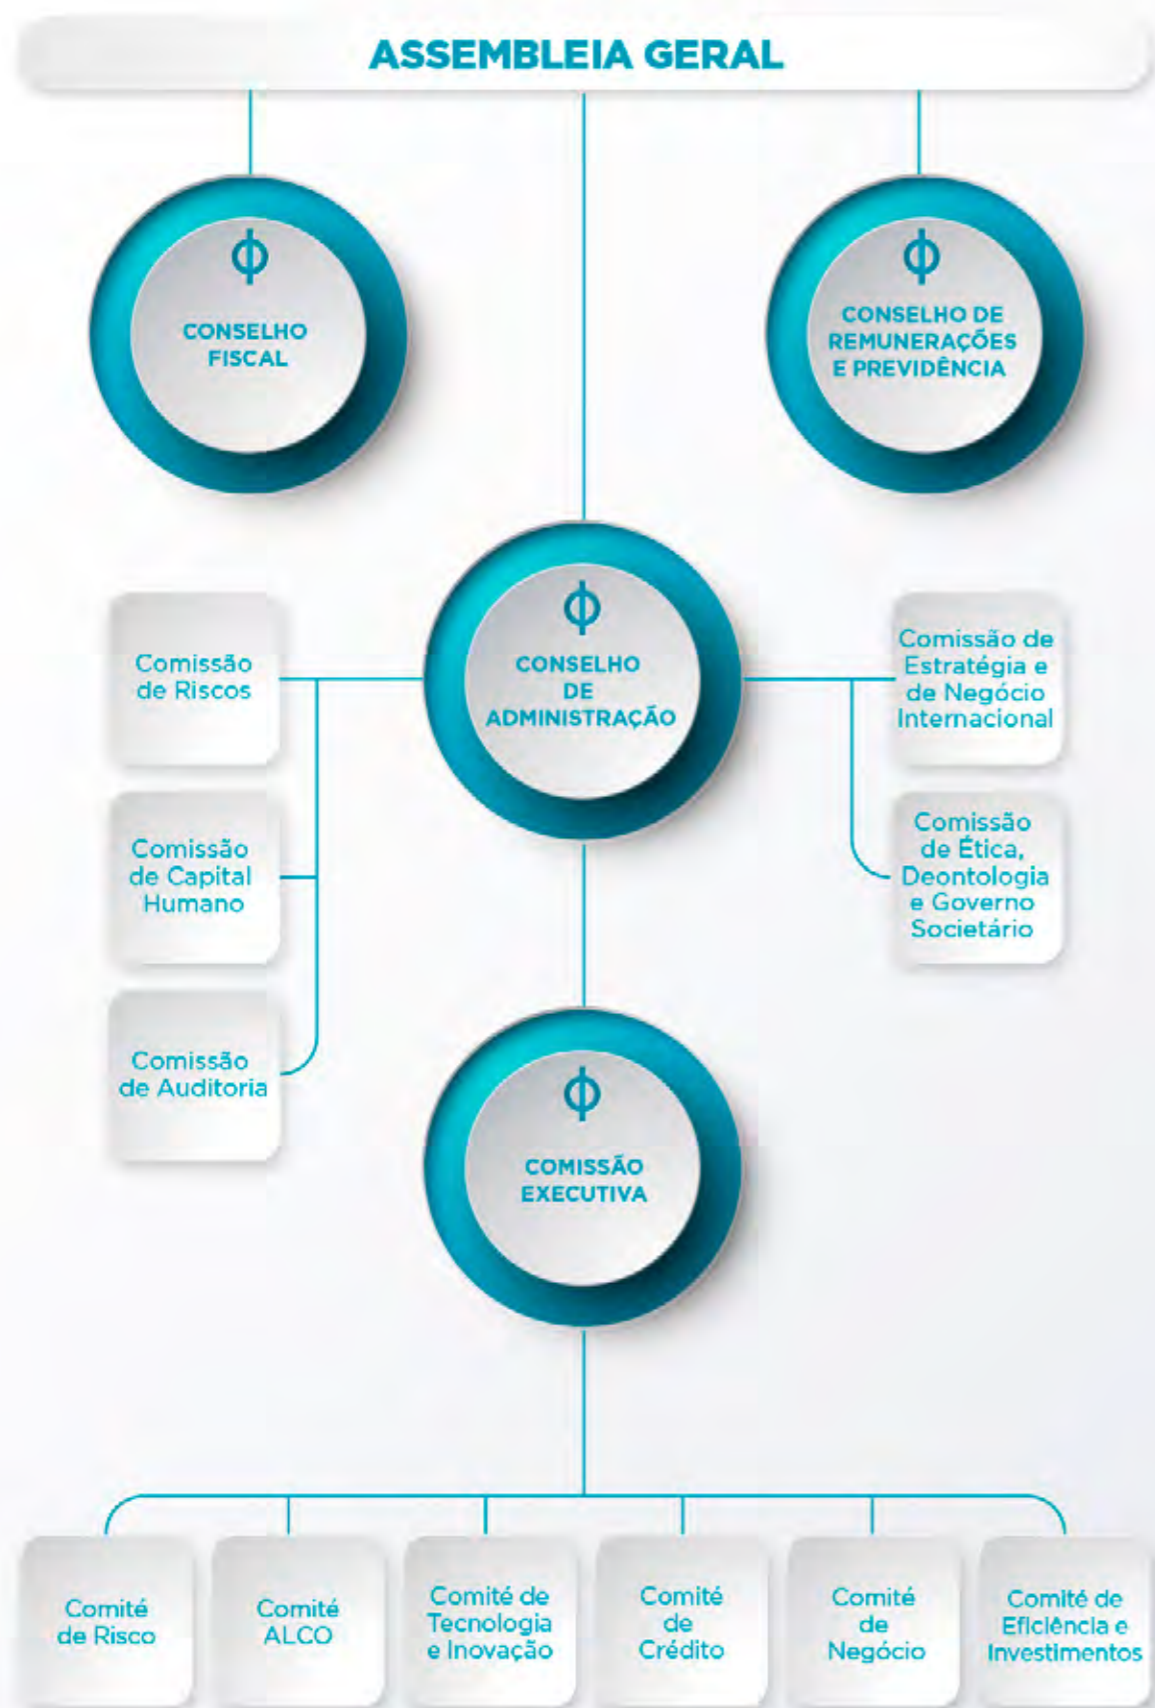 ASSEMBLEIA GERAL
CONSELHO
FISCAL
CONSELHO DE
REMUNERAÇÕES
E PREVIDÊNCIA
CONSELHO
DE
ADMINISTRAÇÃO
Comissão
de Riscos
Comissão
de Capital
Humano
Comissão
de Auditoria
Comissão de
Estratégia e
de Negócio
Internacional
Comissão
de Ética,
Deontologia
e Governo
Societário
COMISSÃO
EXECUTIVA
Comité
de Risco
Comité
ALCO
Comité de
Tecnologia
e Inovação
Comité
de
Crédito
Comité
de
Negócio
Comité de
Eficiência e
Investimentos